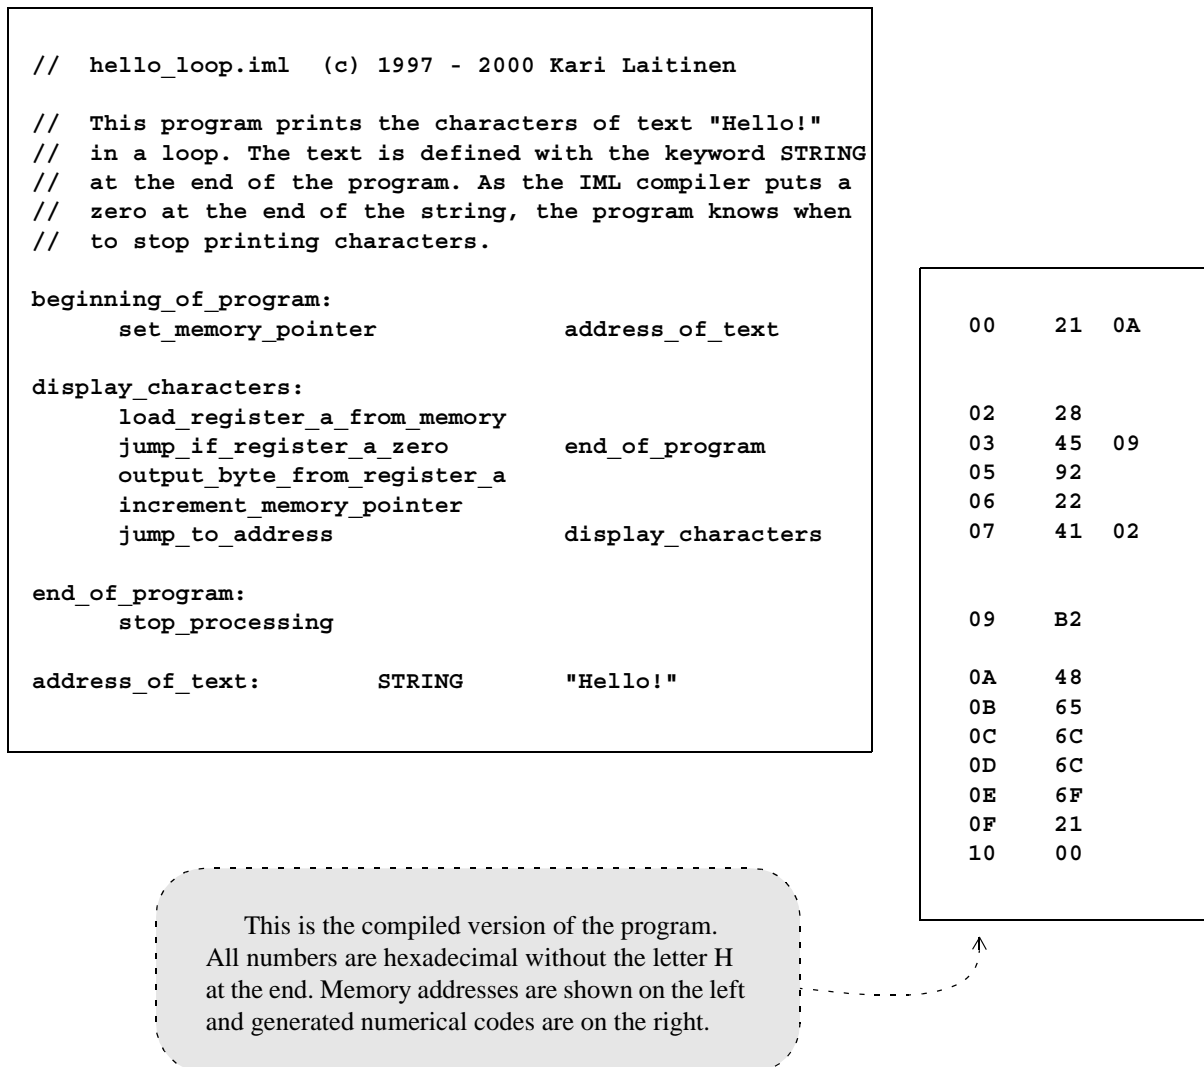 //  hello_loop.iml  (c) 1997 - 2000 Kari Laitinen
//  This program prints the characters of text "Hello!"
//  in a loop. The text is defined with the keyword STRING
//  at the end of the program. As the IML compiler puts a
//  zero at the end of the string, the program knows when
//  to stop printing characters.
beginning_of_program:
      set_memory_pointer             address_of_text
display_characters:
      load_register_a_from_memory
      jump_if_register_a_zero        end_of_program
      output_byte_from_register_a
      increment_memory_pointer
      jump_to_address                display_characters
end_of_program:
      stop_processing
address_of_text:        STRING       "Hello!"
00    21  0A
02    28
03    45  09
05    92
06    22
07    41  02
09    B2
0A    48
0B    65
0C    6C
0D    6C
0E    6F
0F    21
10    00
This is the compiled version of the program.
All numbers are hexadecimal without the letter H
at the end. Memory addresses are shown on the left
and generated numerical codes are on the right.